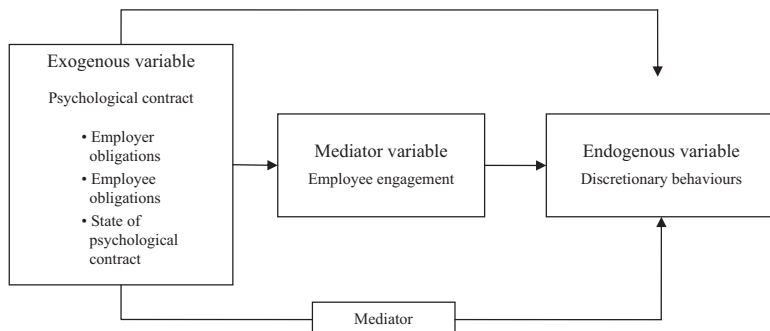 Exogenous variable
Psychological contract
• Employer
obligations
• Employee
obligations
• State of
psychological
contract
Mediator variable
Employee engagement
Endogenous variable
Discretionary behaviours
Mediator